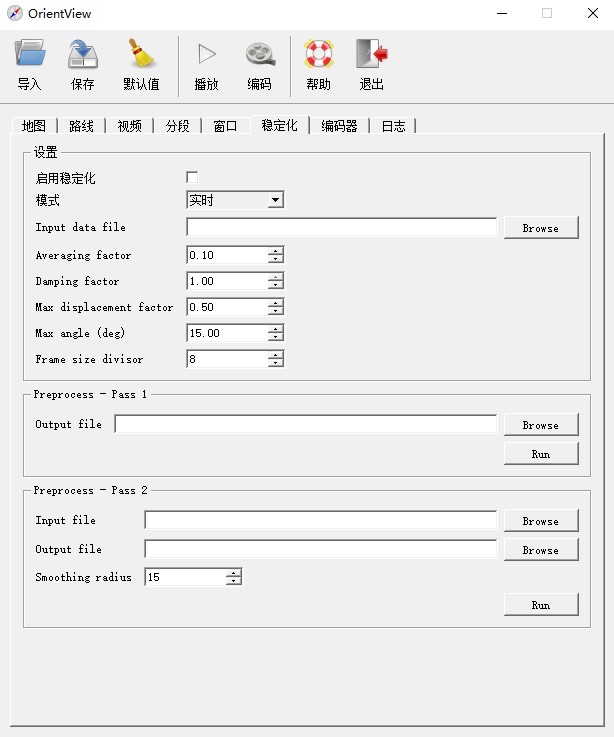 OrientView
导入 保存 默认值 播放 编码 帮助 退出
地图 路线 视频 分段 窗口 稳定化 编码器 日志
设置
启用稳定化
模式 实时
Input data file Browse
Averaging factor 0.10
Damping factor 1.00
Max displacement factor 0.50
Max angle (deg) 15.00
Frame size divisor 8
Preprocess - Pass 1
Output file Browse
Run
Preprocess - Pass 2
Input file Browse
Output file Browse
Smoothing radius 15
Run